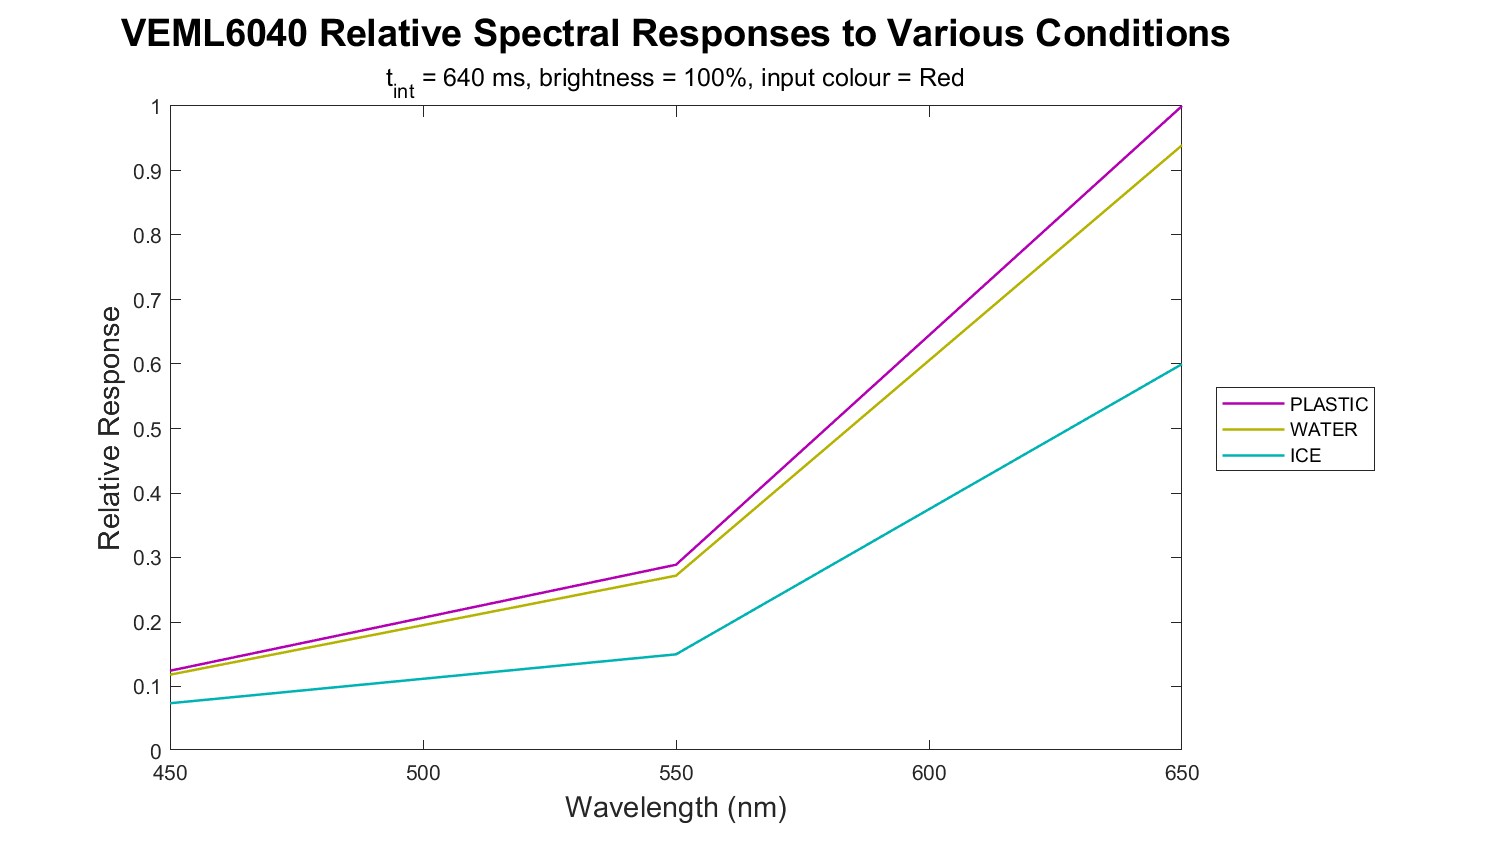 VEML6040 Relative Spectral Responses to Various Conditions
t_int = 640 ms, brightness = 100%, input colour = Red
1
0.9
0.8
0.7
0.6
0.5
0.4
0.3
0.2
0.1
0
Relative Response
450 500 550 600 650
Wavelength (nm)
PLASTIC
WATER
ICE